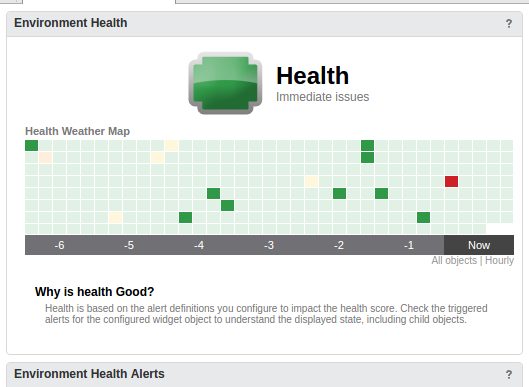 Environment Health
?
Health
Immediate issues
Health Weather Map
-6 -5 -4 -3 -2 -1 Now
All objects | Hourly
Why is health Good?
Health is based on the alert definitions you configure to impact the health score. Check the triggered
alerts for the configured widget object to understand the displayed state, including child objects.
Environment Health Alerts
?